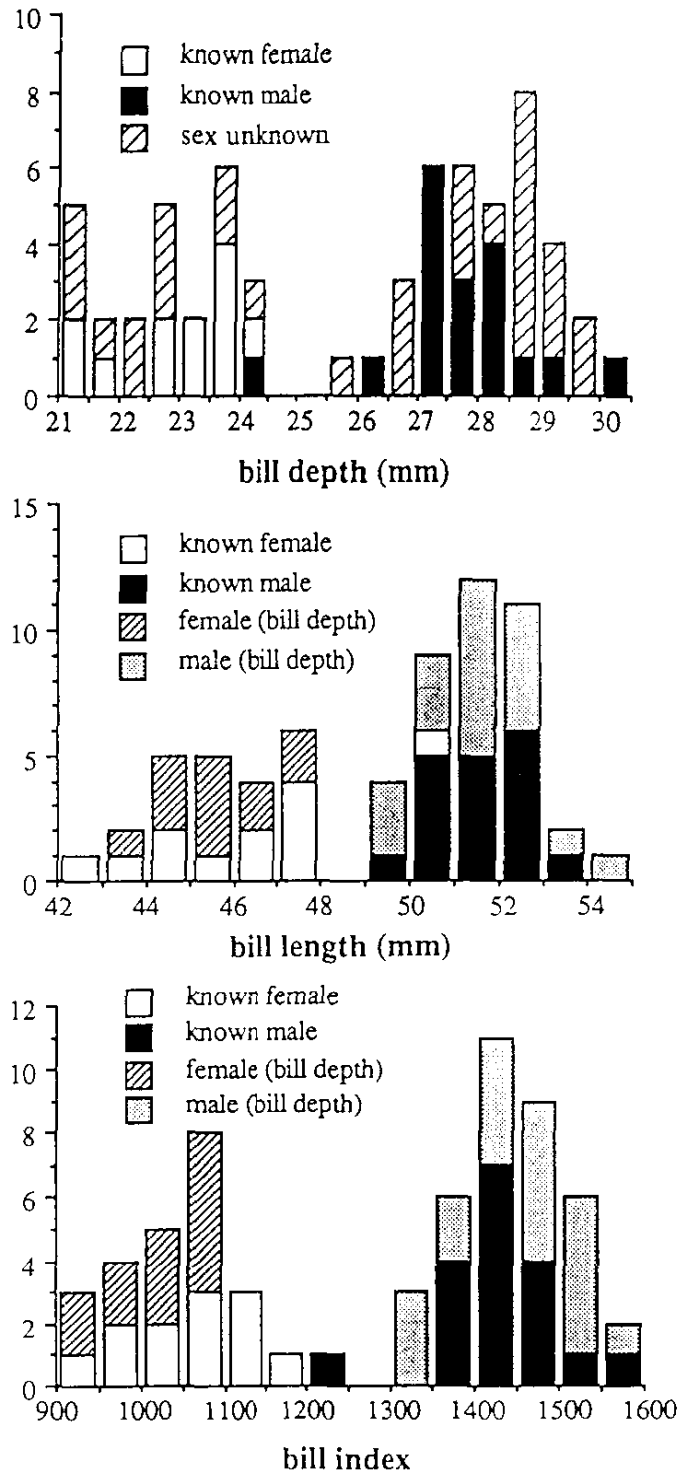 10
known female
8
known male
sex unknown
6
4
2
0
21 22 23 24 25 26 27 28 29 30
bill depth (mm)
15
known female
known male
10
female (bill depth)
male (bill depth)
5
0
42 44 46 48 50 52 54
bill length (mm)
12
known female
known male
10
female (bill depth)
male (bill depth)
8
6
4
2
0
900 1000 1100 1200 1300 1400 1500 1600
bill index